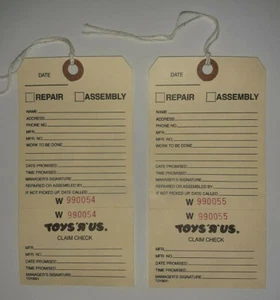 DATE
REPAIR ASSEMBLY
NAME
ADDRESS
PHONE NO.
MFR.
MFR. NO.
WORK TO BE DONE
DATE PROMISED
TIME PROMISED
MANAGER'S SIGNATURE
REPAIRED OR ASSEMBLED BY
IF NOT PICKED UP DATE CALLED
W 990054
W 990054
TOYS "R" US.
CLAIM CHECK
MFR.
MFR. NO.
DATE PROMISED
TIME PROMISED
MANAGER'S SIGNATURE
DATE
REPAIR ASSEMBLY
NAME
ADDRESS
PHONE NO.
MFR.
MFR. NO.
WORK TO BE DONE
DATE PROMISED
TIME PROMISED
MANAGER'S SIGNATURE
REPAIRED OR ASSEMBLED BY
IF NOT PICKED UP DATE CALLED
W 990055
W 990055
TOYS "R" US.
CLAIM CHECK
MFR.
MFR. NO.
DATE PROMISED
TIME PROMISED
MANAGER'S SIGNATURE